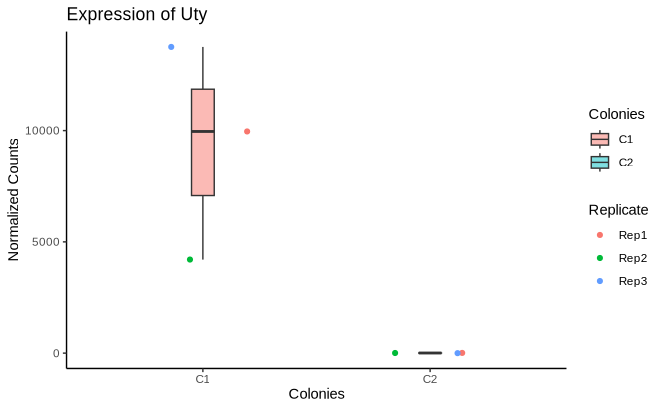 Expression of Uty
Normalized Counts
10000
5000
0
C1
C2
Colonies
Colonies
C1
C2
Replicate
Rep1
Rep2
Rep3